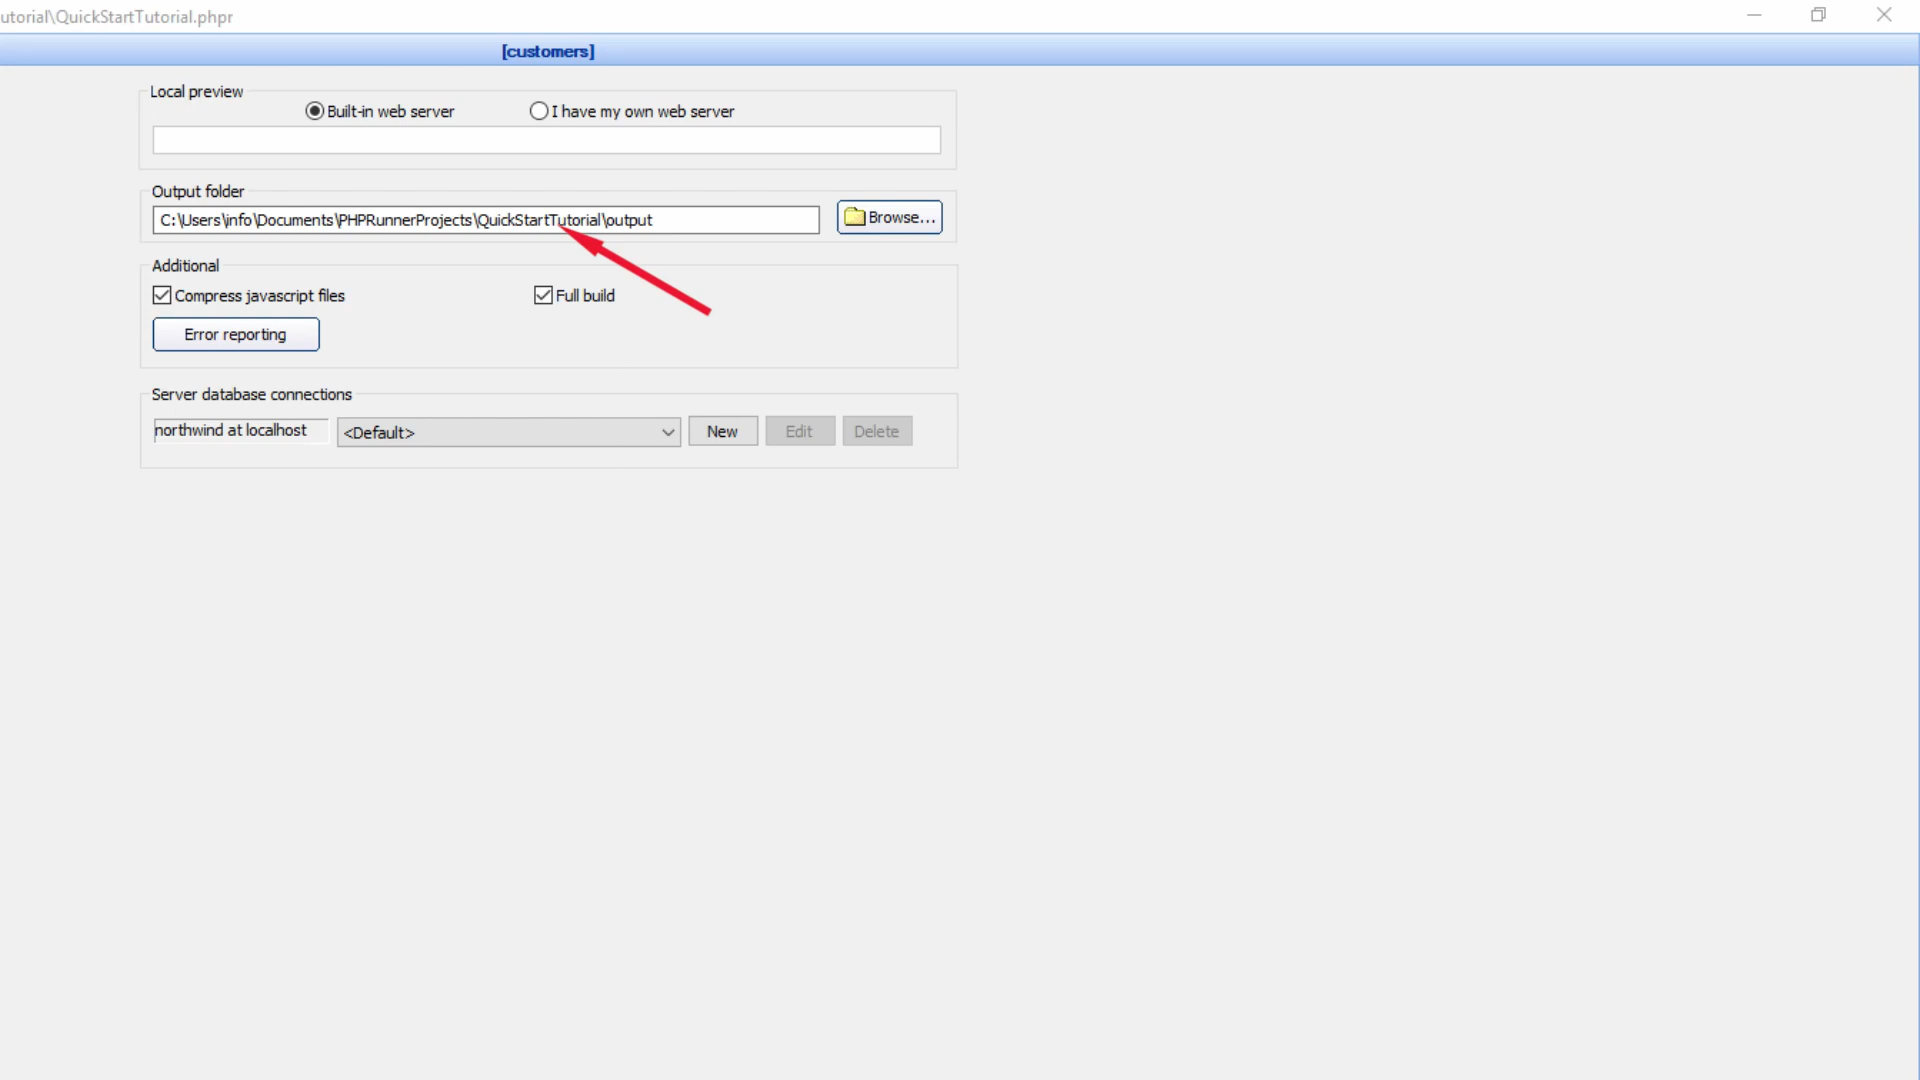 utorial\QuickStartTutorial.phpr
[customers]
Local preview
Built-in web server
I have my own web server
Output folder
C:\Users\info\Documents\PHPRunnerProjects\QuickStartTutorial\output
Browse...
Additional
Compress javascript files
Full build
Error reporting
Server database connections
northwind at localhost
<Default>
New
Edit
Delete